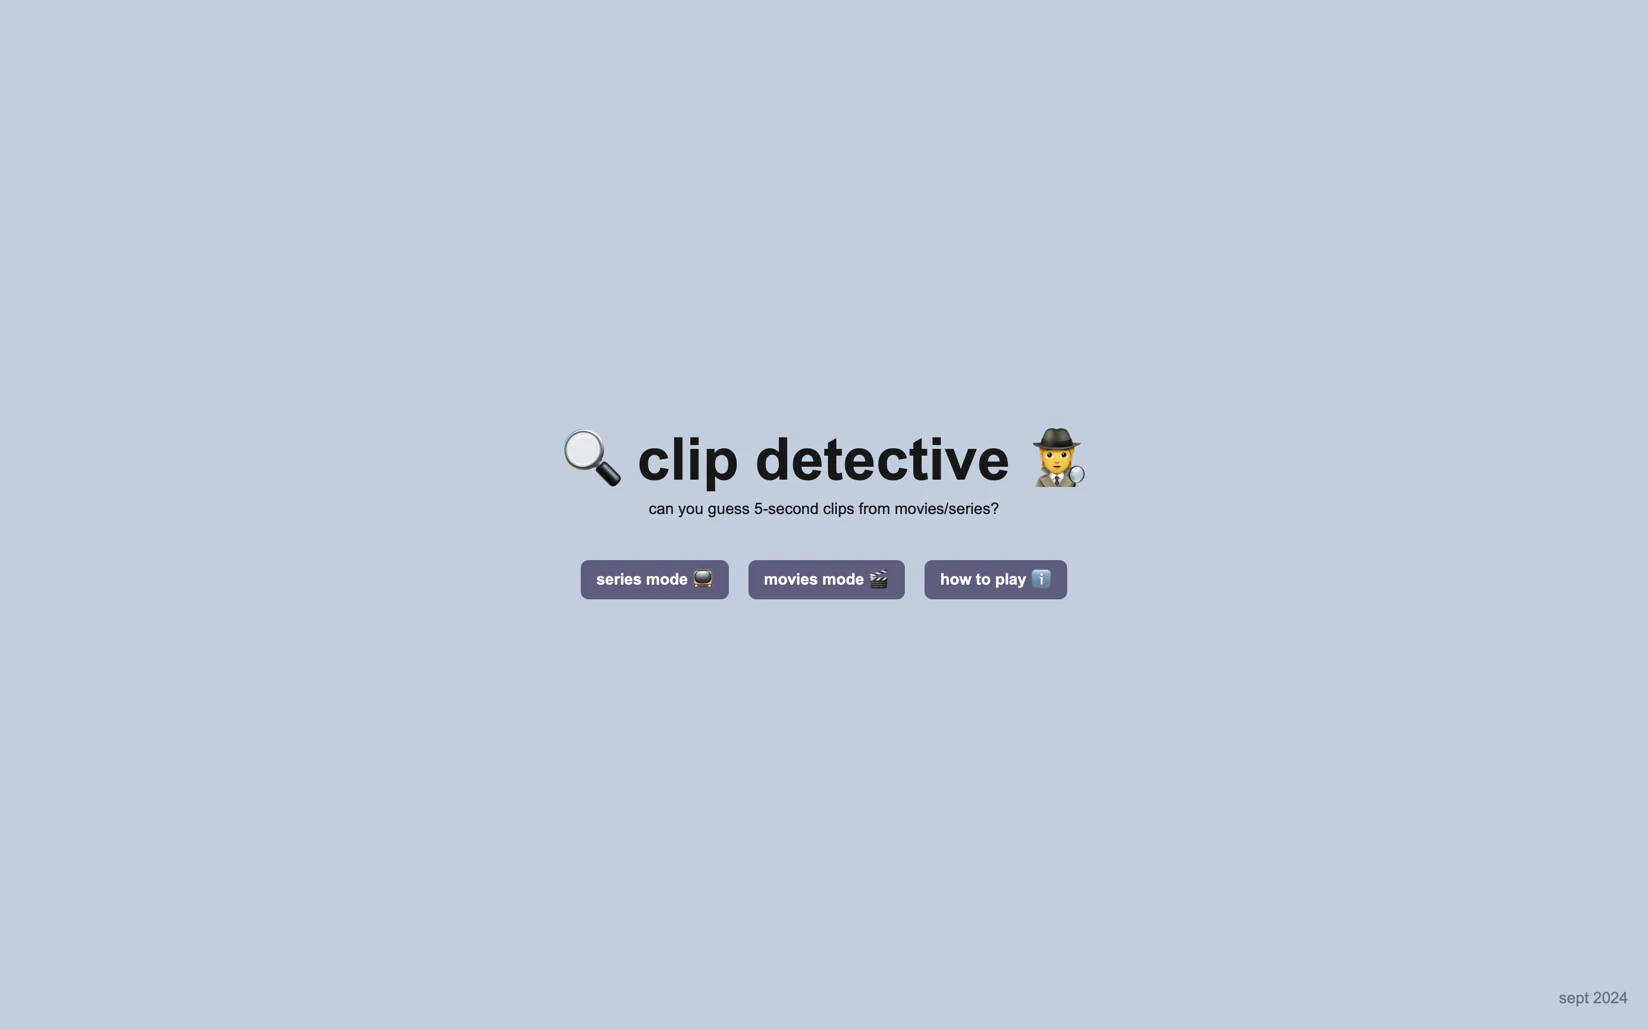 clip detective
can you guess 5-second clips from movies/series?
series mode
movies mode
how to play
sept 2024